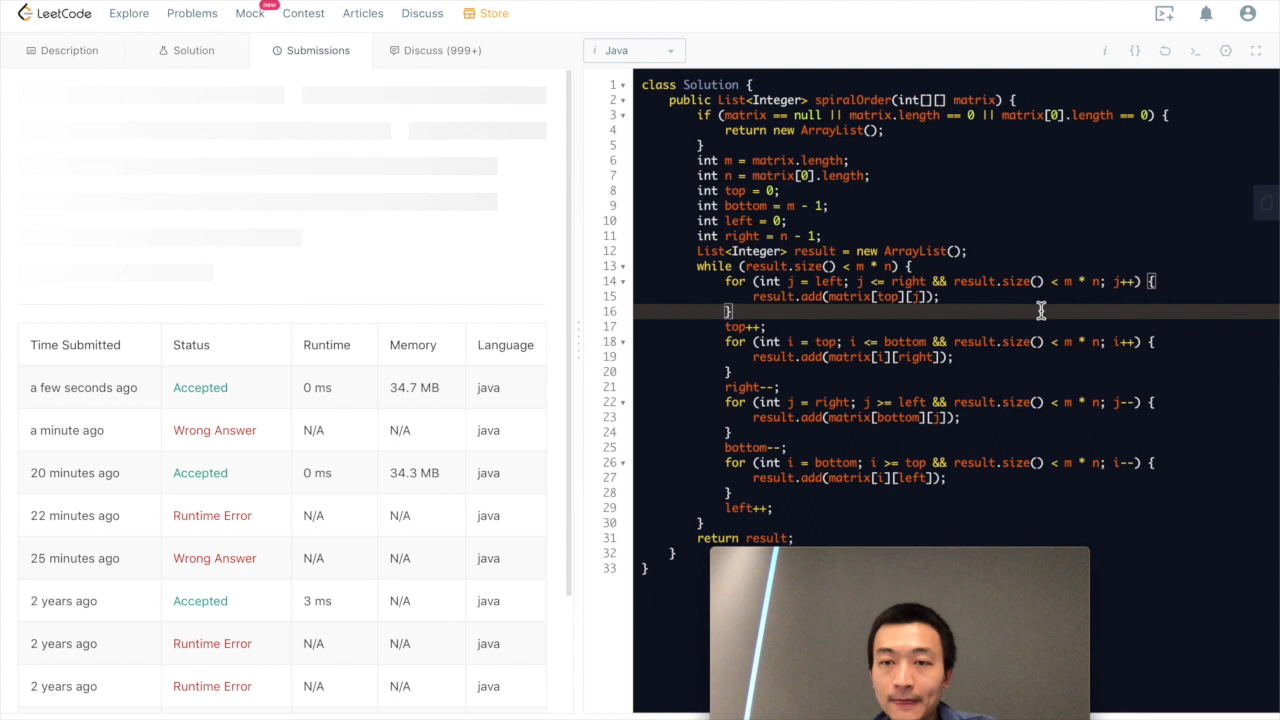 LeetCode Explore Problems Mock new Contest Articles Discuss Store
Description Solution Submissions Discuss (999+)
Time Submitted Status Runtime Memory Language
a few seconds ago Accepted 0 ms 34.7 MB java
a minute ago Wrong Answer N/A N/A java
20 minutes ago Accepted 0 ms 34.3 MB java
22 minutes ago Runtime Error N/A N/A java
25 minutes ago Wrong Answer N/A N/A java
2 years ago Accepted 3 ms N/A java
2 years ago Runtime Error N/A N/A java
2 years ago Runtime Error N/A N/A java
i Java
i {}
1 class Solution {
2 public List<Integer> spiralOrder(int[][] matrix) {
3 if (matrix == null || matrix.length == 0 || matrix[0].length == 0) {
4 return new ArrayList();
5 }
6 int m = matrix.length;
7 int n = matrix[0].length;
8 int top = 0;
9 int bottom = m - 1;
10 int left = 0;
11 int right = n - 1;
12 List<Integer> result = new ArrayList();
13 while (result.size() < m * n) {
14 for (int j = left; j <= right && result.size() < m * n; j++) {
15 result.add(matrix[top][j]);
16 }
17 top++;
18 for (int i = top; i <= bottom && result.size() < m * n; i++) {
19 result.add(matrix[i][right]);
20 }
21 right--;
22 for (int j = right; j >= left && result.size() < m * n; j--) {
23 result.add(matrix[bottom][j]);
24 }
25 bottom--;
26 for (int i = bottom; i >= top && result.size() < m * n; i--) {
27 result.add(matrix[i][left]);
28 }
29 left++;
30 }
31 return result;
32 }
33 }